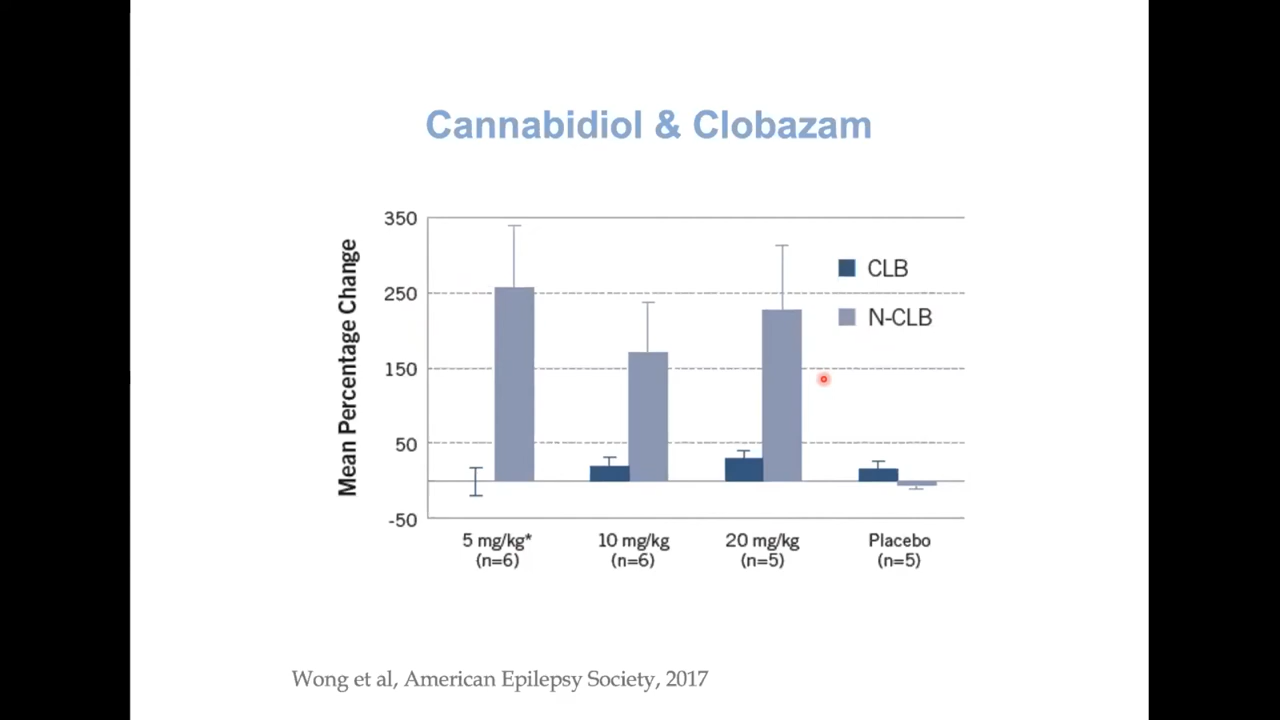 Cannabidiol & Clobazam
Mean Percentage Change
350
250
150
50
-50
CLB
N-CLB
5 mg/kg*
(n=6)
10 mg/kg
(n=6)
20 mg/kg
(n=5)
Placebo
(n=5)
Wong et al, American Epilepsy Society, 2017